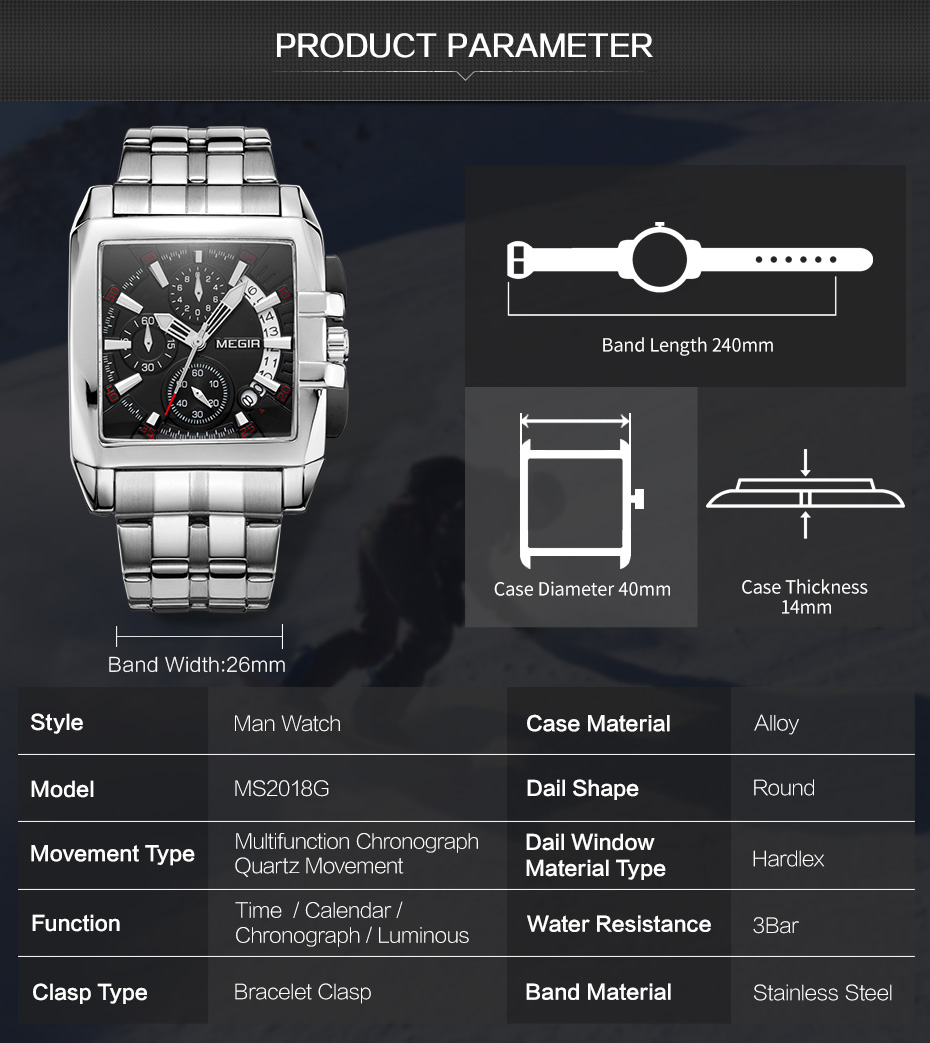 PRODUCT PARAMETER
MEGIR
Band Length 240mm
Case Diameter 40mm
Case Thickness
14mm
Band Width:26mm
Style
Man Watch
Case Material
Alloy
Model
MS2018G
Dail Shape
Round
Movement Type
Multifunction Chronograph
Quartz Movement
Dail Window
Material Type
Hardlex
Function
Time / Calendar /
Chronograph / Luminous
Water Resistance
3Bar
Clasp Type
Bracelet Clasp
Band Material
Stainless Steel